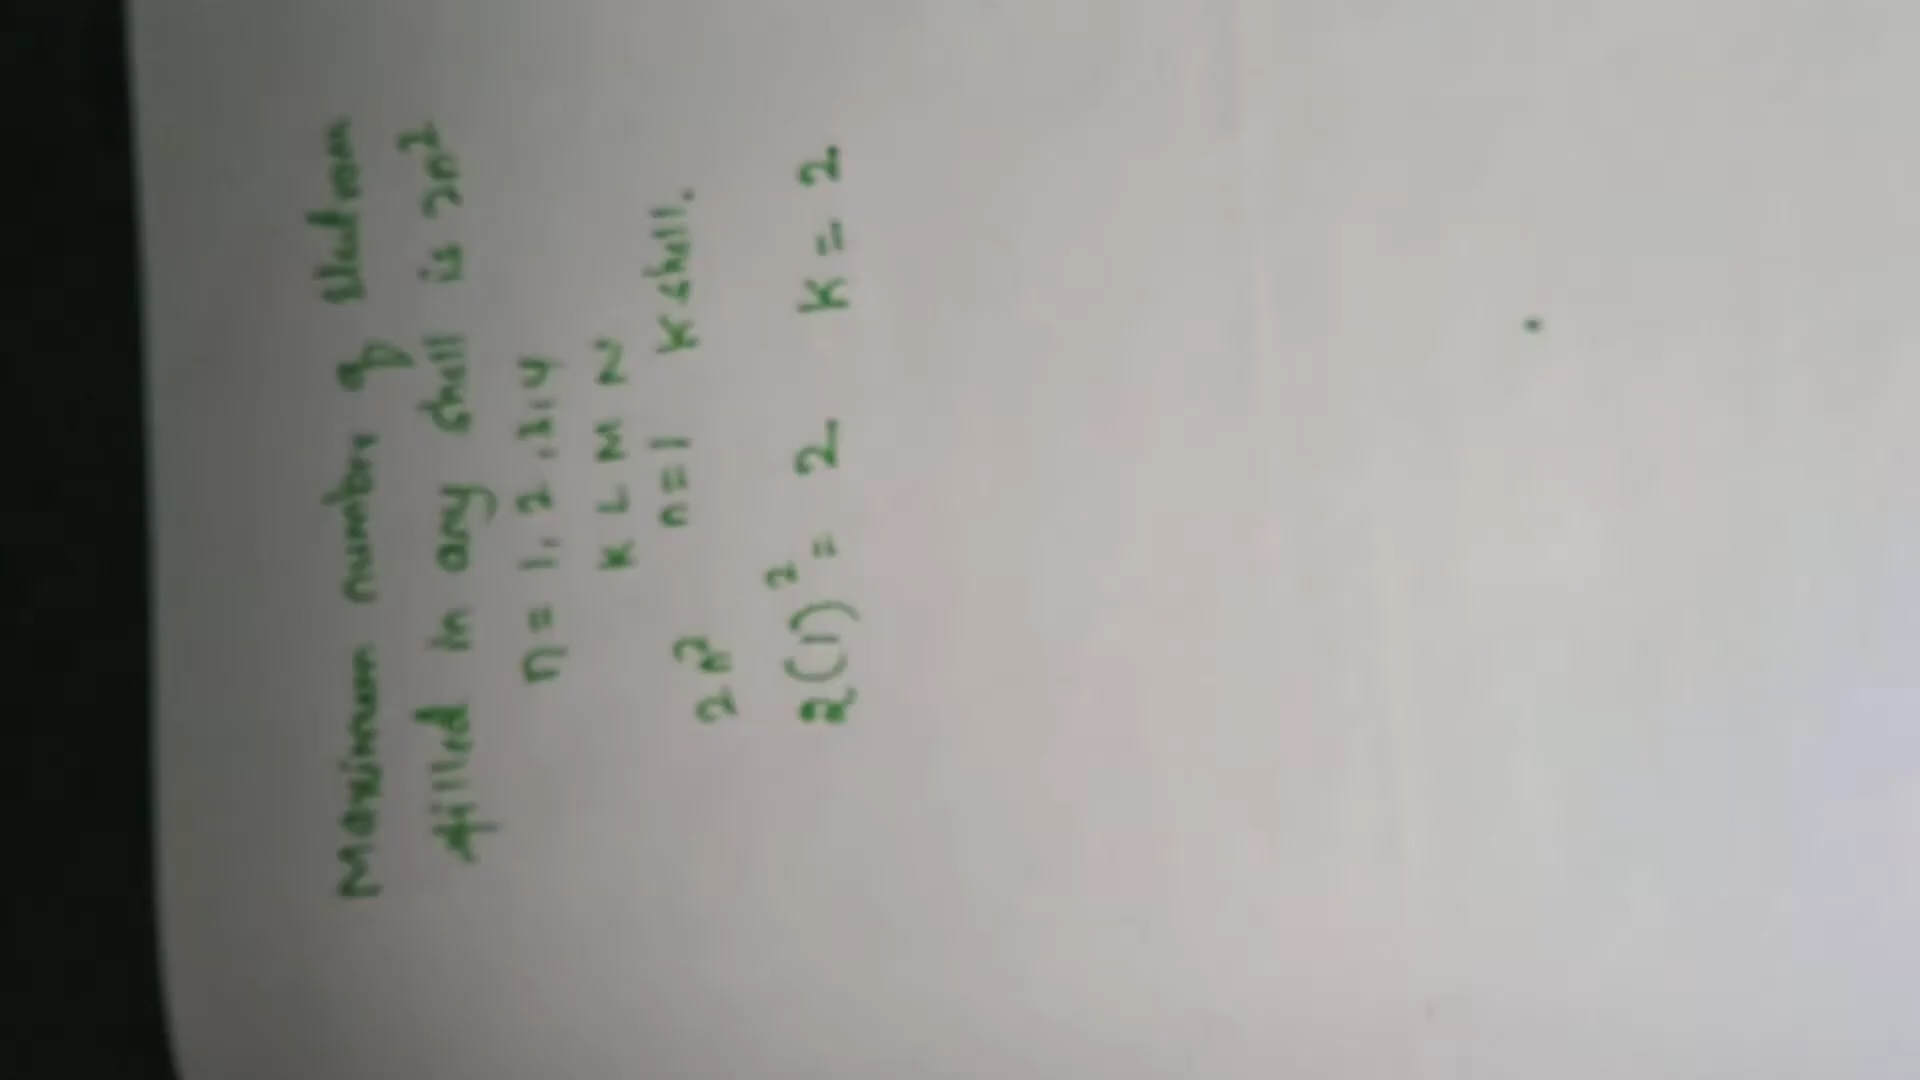 Maximum number of Electron
filled in any shell is 2n²
n = 1, 2, 3, 4
K L M N
n=1 K shell.
2n²
2(1)² = 2 K = 2